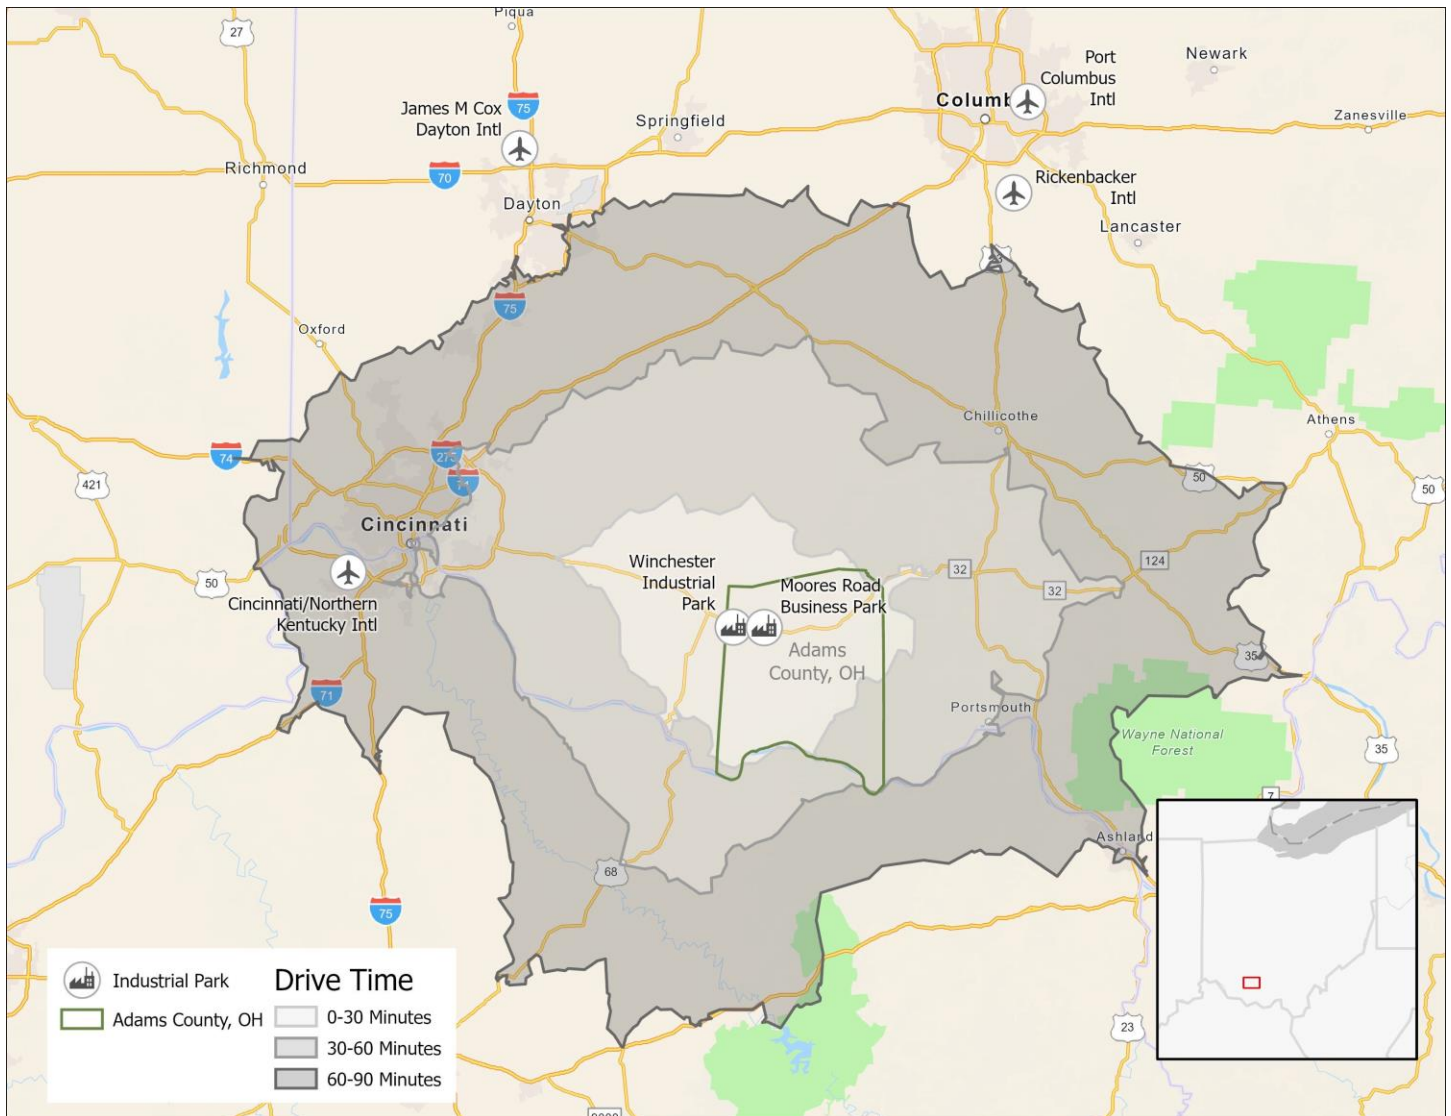 Piqua
27
Port
Columbus
Intl
Newark
James M Cox
Dayton Intl
75
Columb
Springfield
Zanesville
Richmond
70
Rickenbacker
Intl
Dayton
Lancaster
75
Oxford
Chillicothe
Athens
74
421
50
50
Cincinnati
Winchester
Industrial
Park
Moores Road
Business Park
32
124
32
50
Cincinnati/Northern
Kentucky Intl
Adams
County, OH
35
71
Portsmouth
Wayne National
Forest
35
7
Ashland
68
75
23
Industrial Park
Adams County, OH
Drive Time
0-30 Minutes
30-60 Minutes
60-90 Minutes